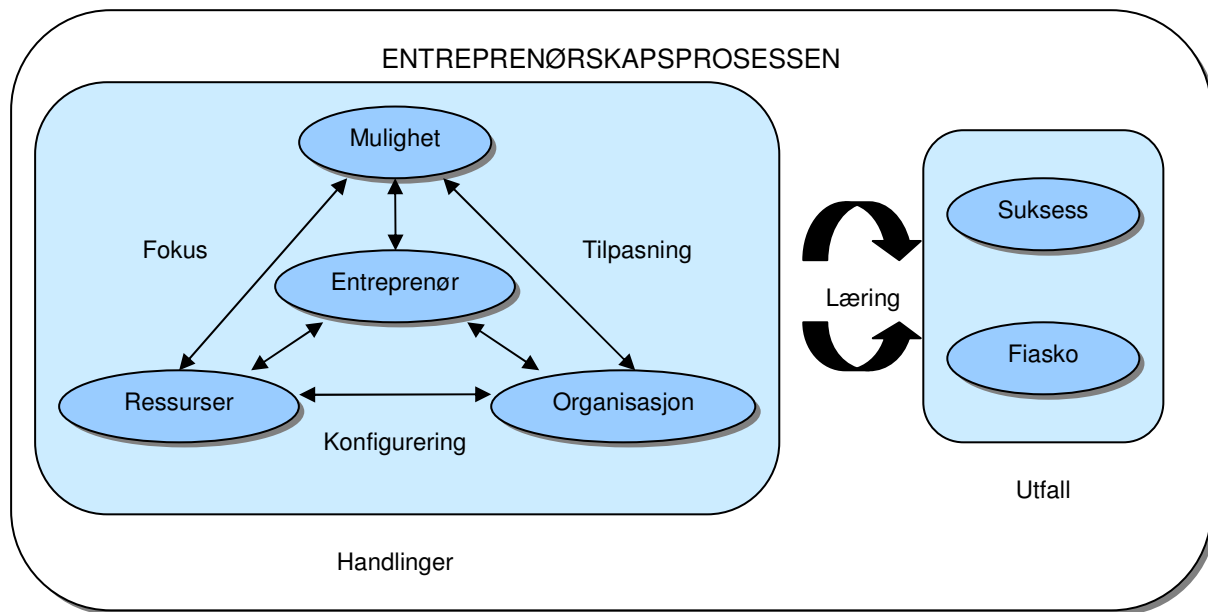 ENTREPRENØRSKAPSPROSESSEN
Mulighet
Fokus
Tilpasning
Entreprenør
Ressurser
Organisasjon
Konfigurering
Handlinger
Læring
Suksess
Fiasko
Utfall